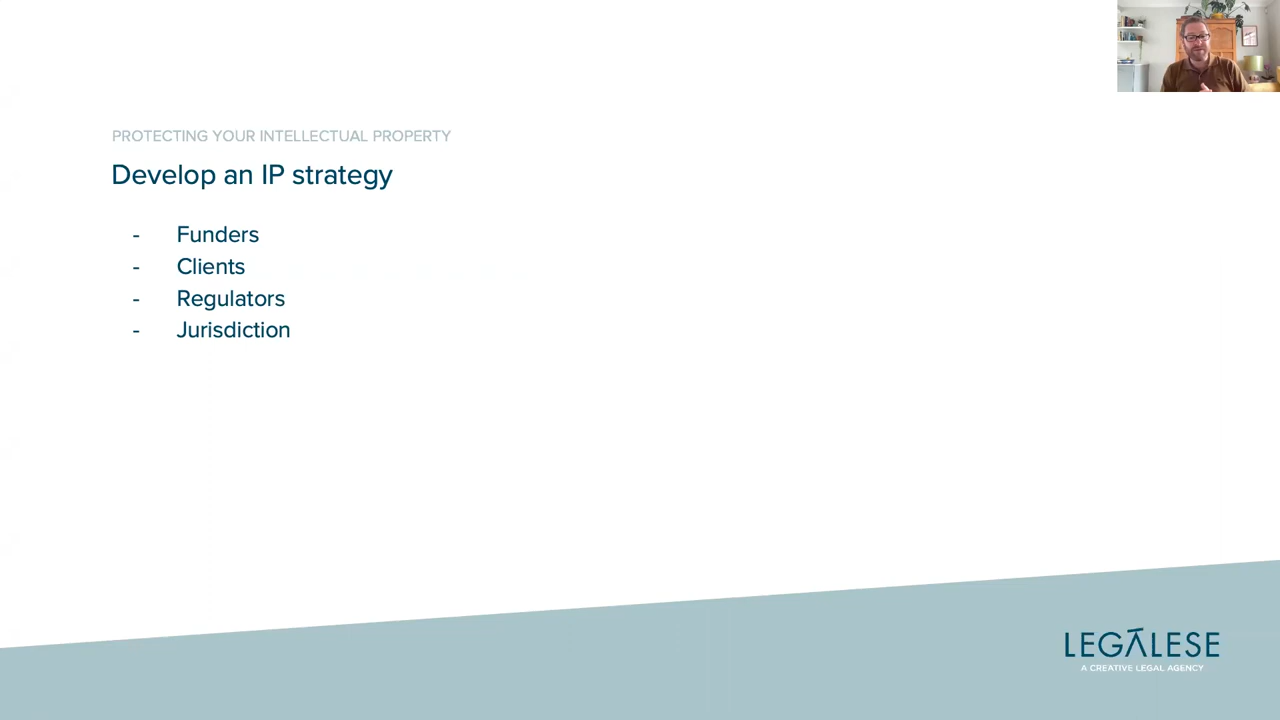 PROTECTING YOUR INTELLECTUAL PROPERTY
Develop an IP strategy
- Funders
- Clients
- Regulators
- Jurisdiction
LEGALESE
A CREATIVE LEGAL AGENCY